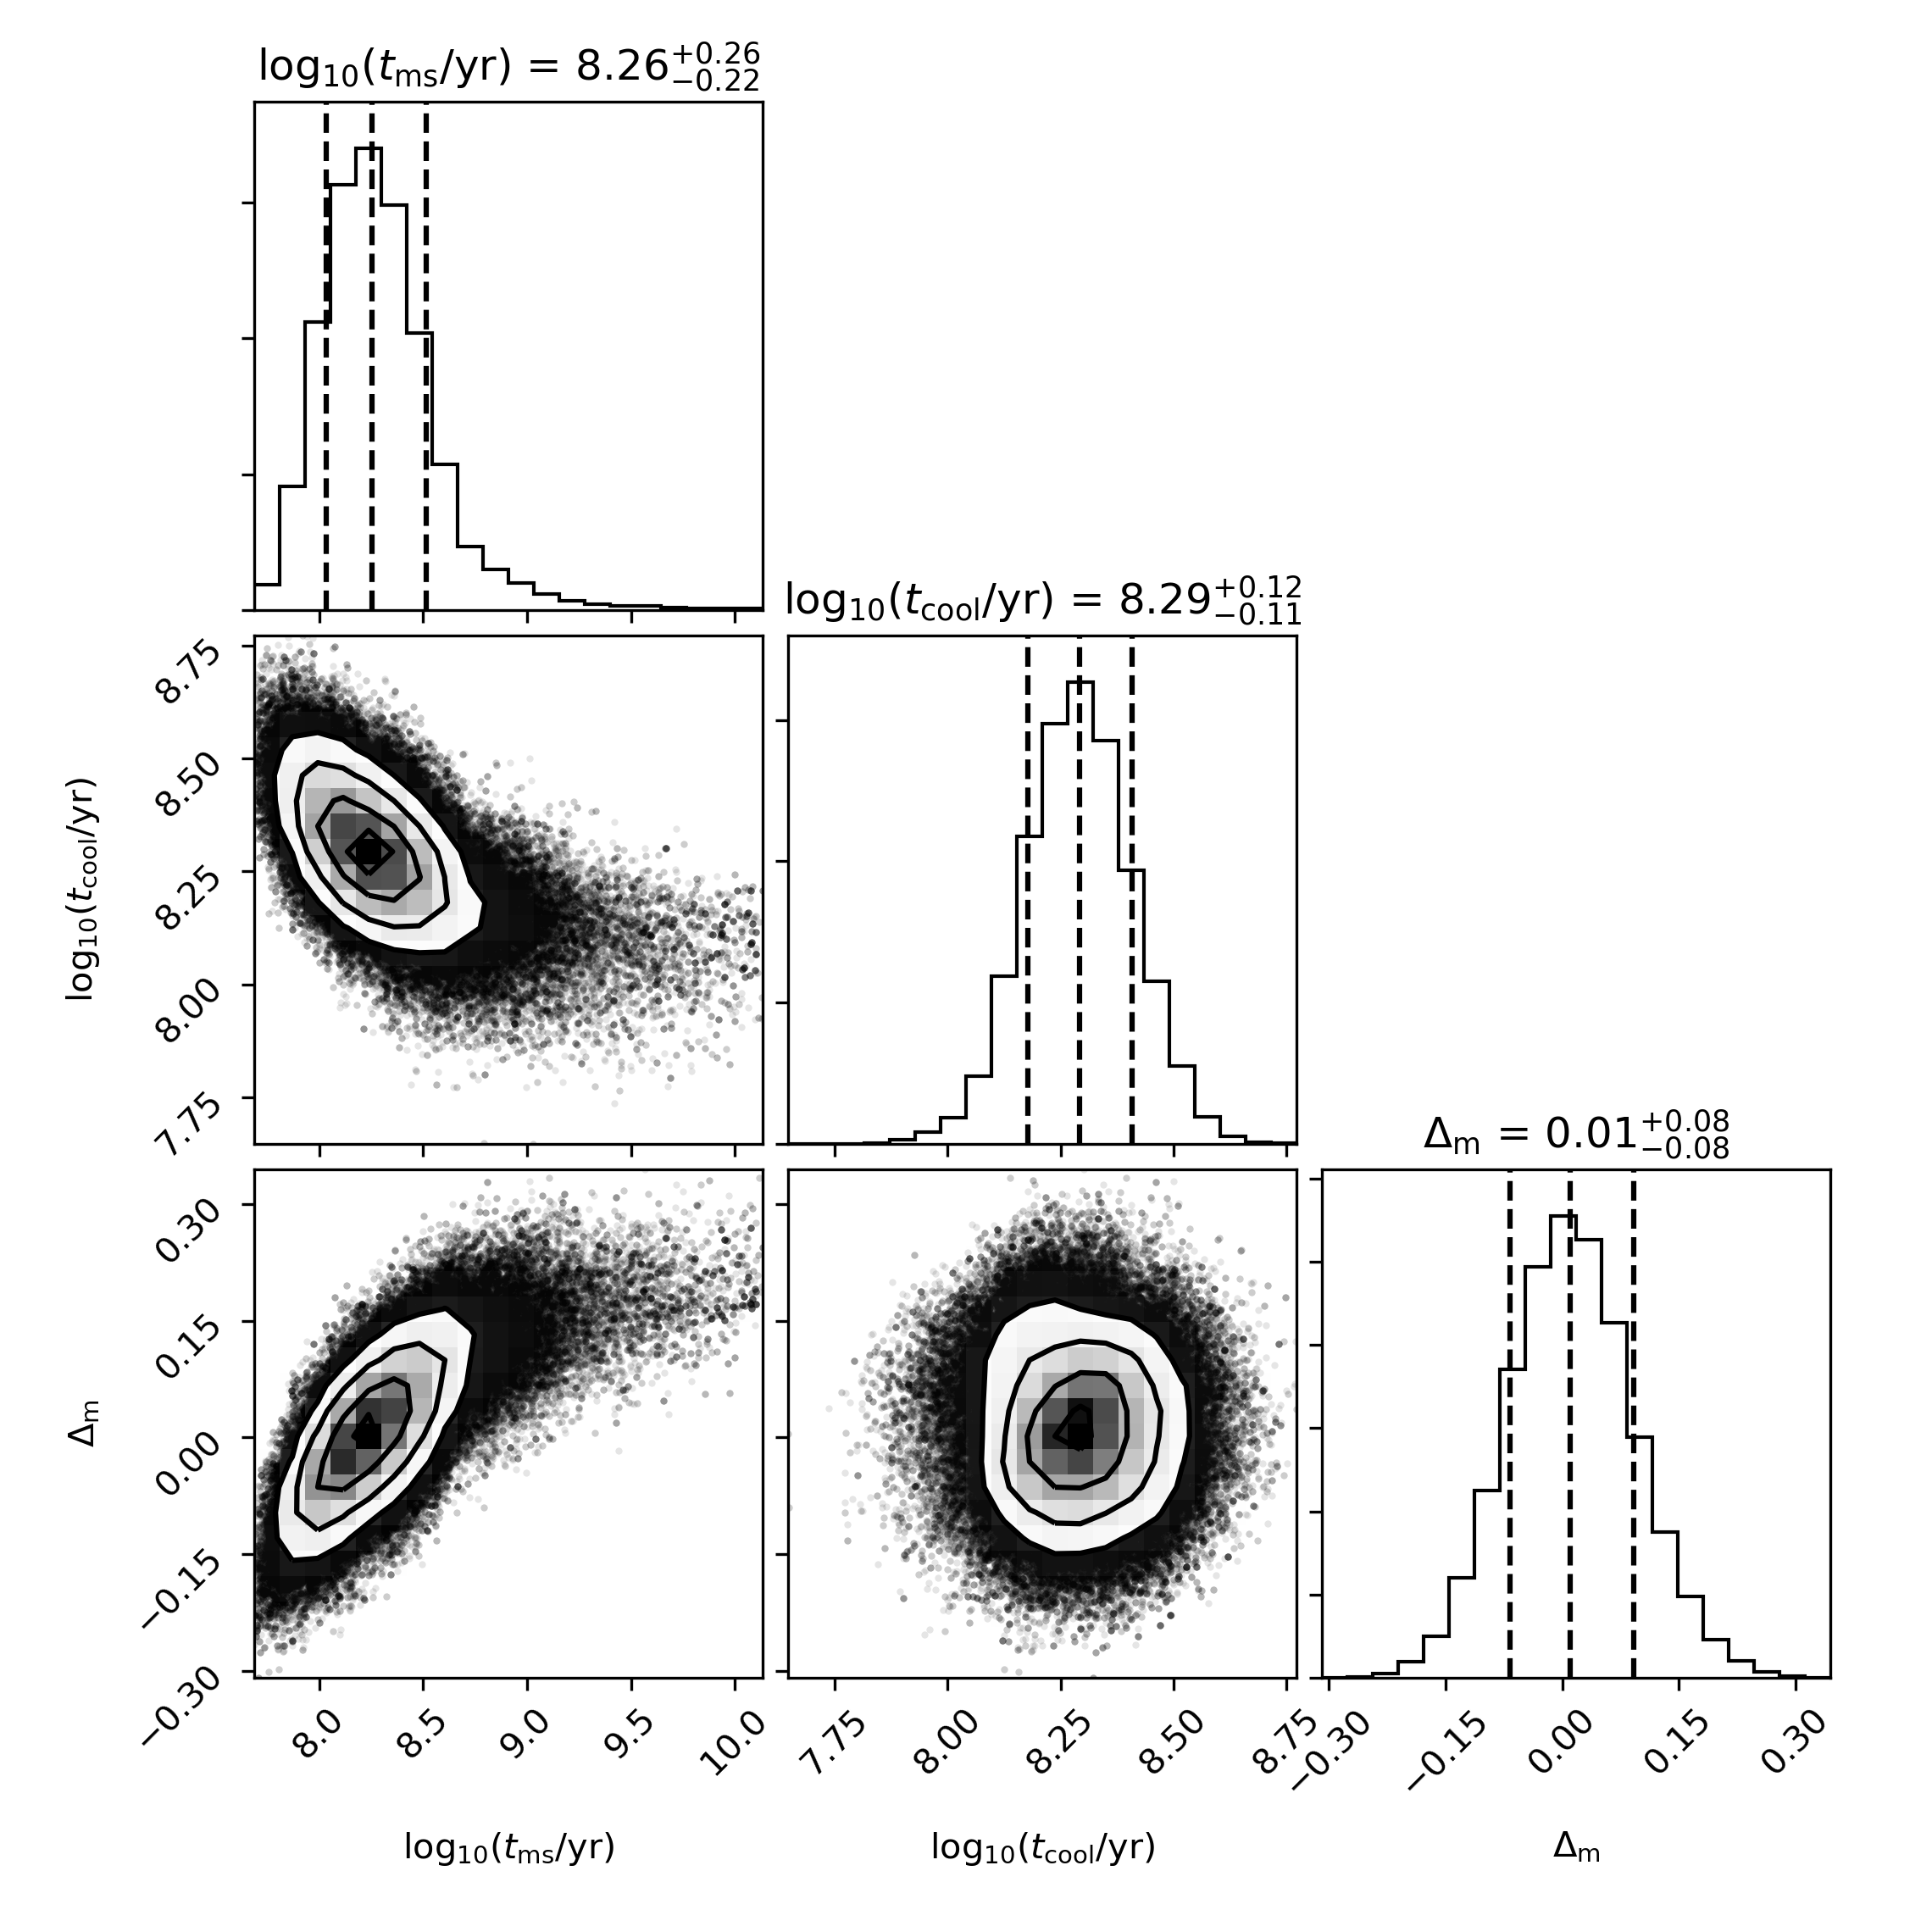 log₁₀(t_ms/yr) = 8.26 +0.26 −0.22
log₁₀(t_cool/yr) = 8.29 +0.12 −0.11
8.75
8.50
8.25
8.00
7.75
log₁₀(t_cool/yr)
Δ_m = 0.01 +0.08 −0.08
0.30
0.15
0.00
−0.15
−0.30
Δ_m
8.0 8.5 9.0 9.5 10.0
7.75 8.00 8.25 8.50 8.75
−0.30 −0.15 0.00 0.15 0.30
log₁₀(t_ms/yr)
log₁₀(t_cool/yr)
Δ_m